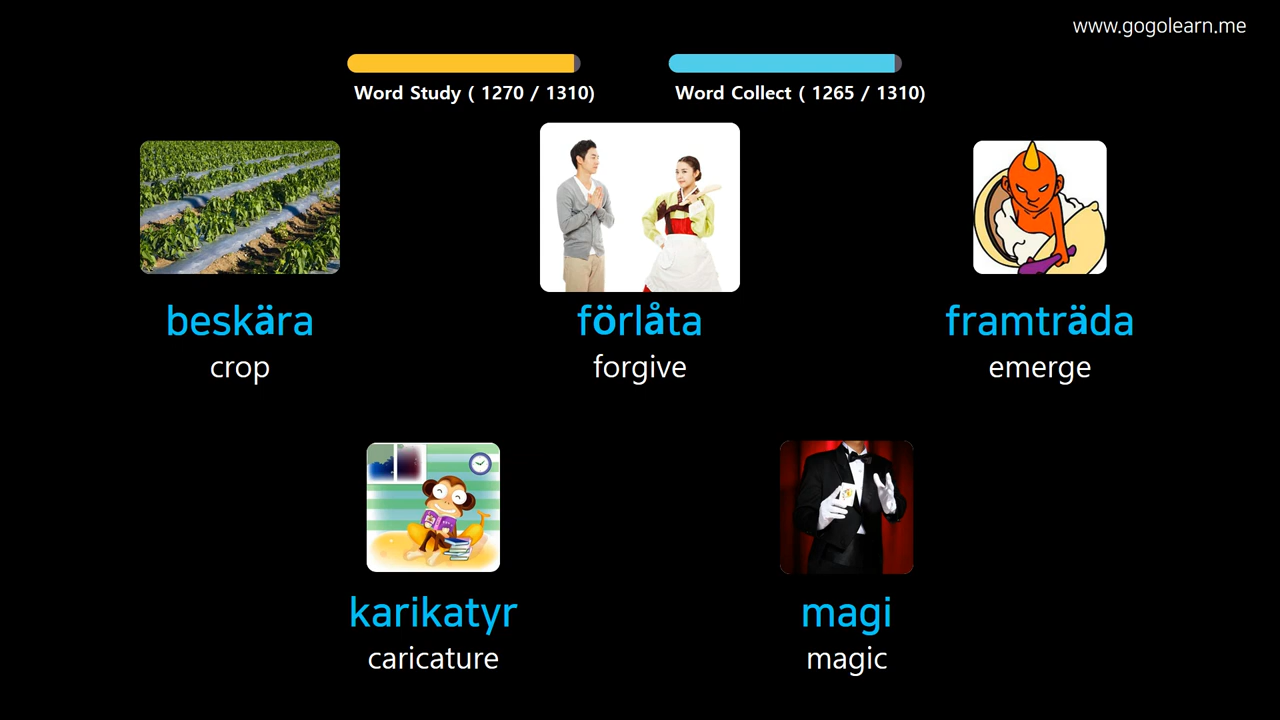 www.gogolearn.me
Word Study ( 1270 / 1310)
Word Collect ( 1265 / 1310)
beskära
crop
förlåta
forgive
framträda
emerge
karikatyr
caricature
magi
magic